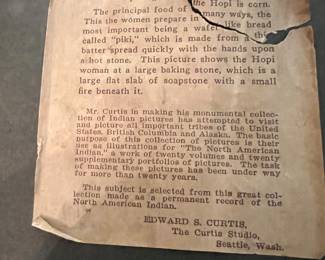 the Hopi is corn.
The principal food of many ways, the
This the women prepare in like bread
most important being a water
called "piki," which is made from a thi
batter spread quickly with the hands upon
a hot stone. This picture shows the Hopi
woman at a large baking stone, which is a
large flat slab of soapstone with a small
fire beneath it.
Mr. Curtis in making his monumental collec-
tion of Indian pictures has attempted to visit
and picture all important tribes of the United
States, British Columbia and Alaska. The basic
purpose of this collection of pictures is their
use as illustrations for "The North American
Indian," a work of twenty volumes and twenty
supplementary portfolios of pictures. The task
of making these pictures has been under way
for more than twenty years.
This subject is selected from this great col-
lection made as a permanent record of the
North American Indian.
EDWARD S. CURTIS,
The Curtis Studio,
Seattle, Wash.